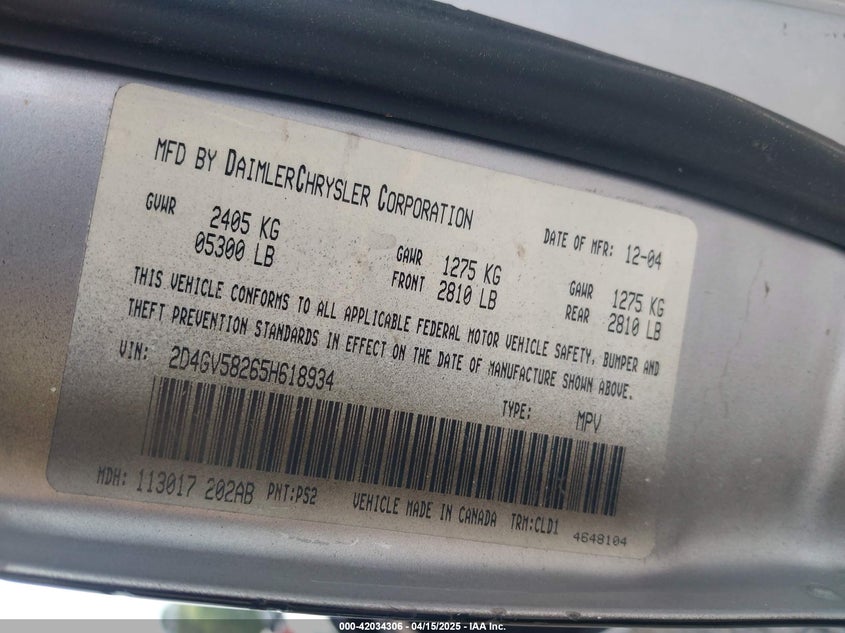 MFD BY DAIMLERCHRYSLER CORPORATION
DATE OF MFR: 12-04
GVWR 2405 KG
05300 LB
GAWR FRONT 1275 KG
2810 LB
GAWR REAR 1275 KG
2810 LB
THIS VEHICLE CONFORMS TO ALL APPLICABLE FEDERAL MOTOR VEHICLE SAFETY, BUMPER AND
THEFT PREVENTION STANDARDS IN EFFECT ON THE DATE OF MANUFACTURE SHOWN ABOVE.
VIN: 2D4GV58265H618934
TYPE: MPV
MDH: 113017 202AB PNT:PS2 VEHICLE MADE IN CANADA TRM:CLD1
4648104
000-42034306 - 04/15/2025 - IAA Inc.